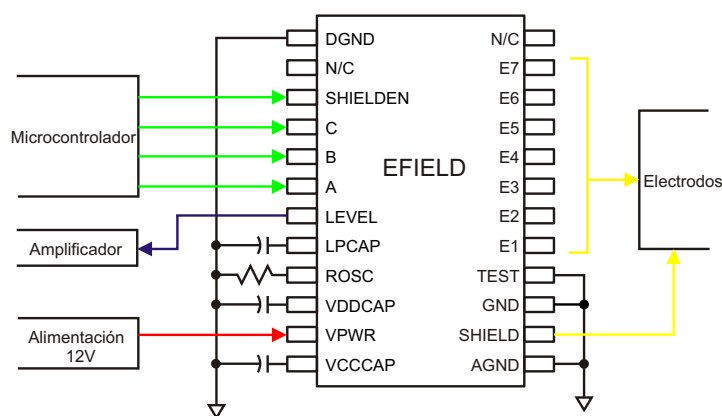 Microcontrolador
Amplificador
Alimentación
12V
DGND
N/C
SHIELDEN
C
B
A
LEVEL
LPCAP
ROSC
VDDCAP
VPWR
VCCCAP
EFIELD
N/C
E7
E6
E5
E4
E3
E2
E1
TEST
GND
SHIELD
AGND
Electrodos